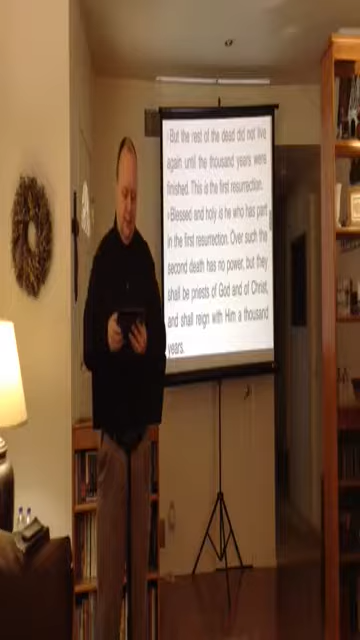 5 But the rest of the dead did not live
again until the thousand years were
finished. This is the first resurrection.
6 Blessed and holy is he who has part
in the first resurrection. Over such the
second death has no power, but they
shall be priests of God and of Christ,
and shall reign with Him a thousand
years.